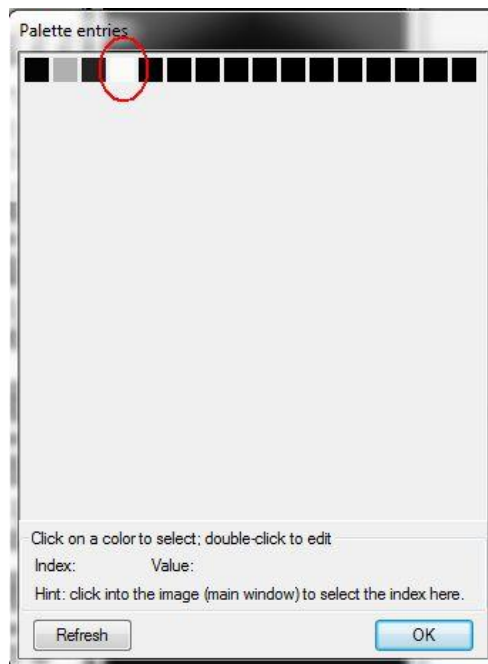 Palette entries
Click on a color to select; double-click to edit
Index: Value:
Hint: click into the image (main window) to select the index here.
Refresh OK